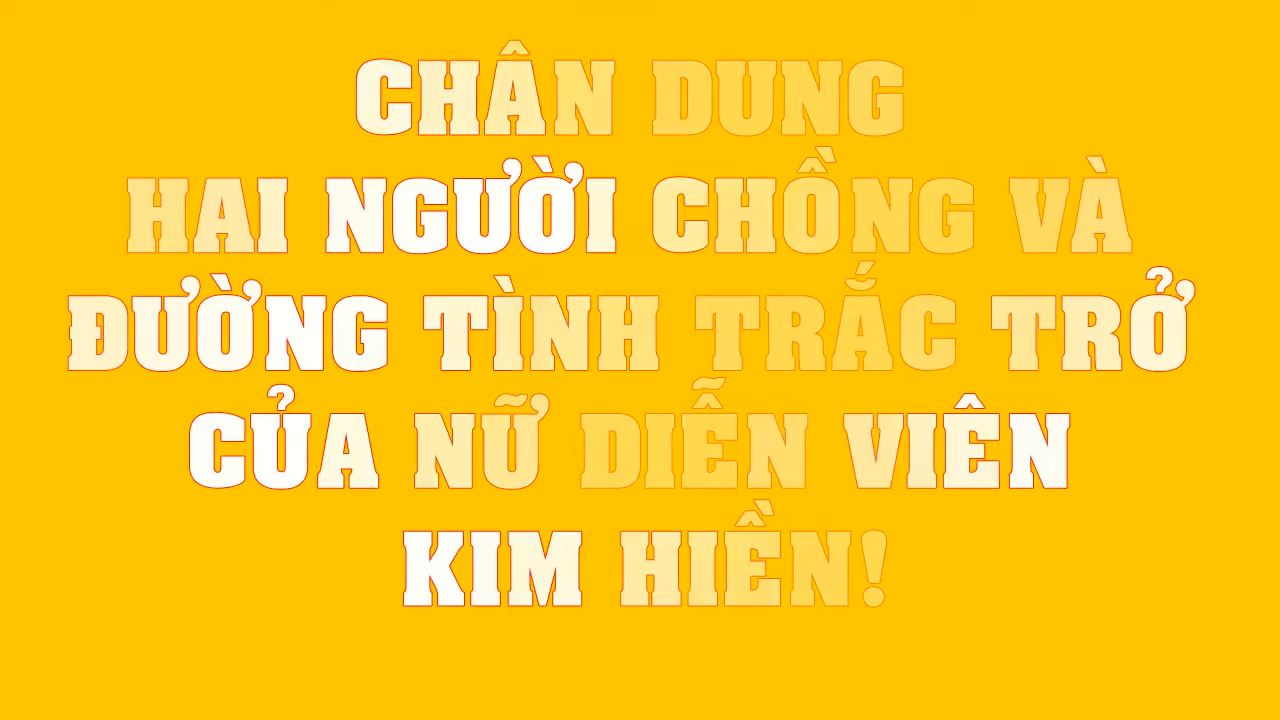 CHÂN DUNG
HAI NGƯỜI CHỒNG VÀ
ĐƯỜNG TÌNH TRẮC TRỞ
CỦA NỮ DIỄN VIÊN
KIM HIỀN!